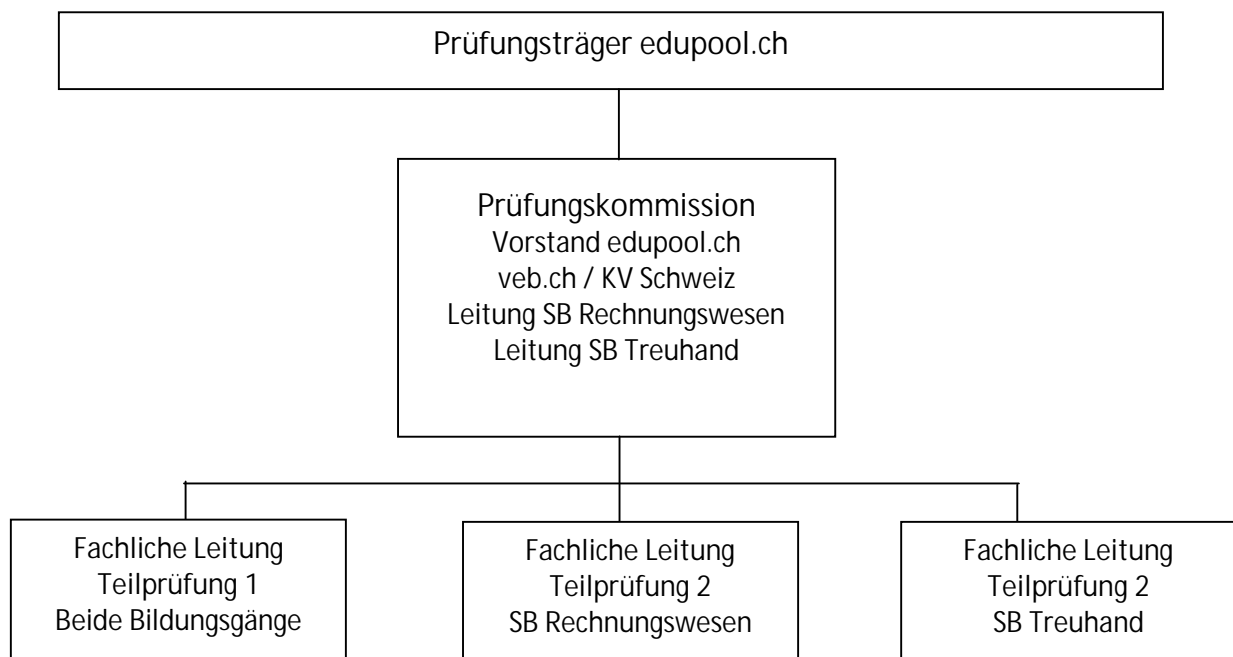 Prüfungsträger edupool.ch
Prüfungskommission
Vorstand edupool.ch
veb.ch / KV Schweiz
Leitung SB Rechnungswesen
Leitung SB Treuhand
Fachliche Leitung
Teilprüfung 1
Beide Bildungsgänge
Fachliche Leitung
Teilprüfung 2
SB Rechnungswesen
Fachliche Leitung
Teilprüfung 2
SB Treuhand